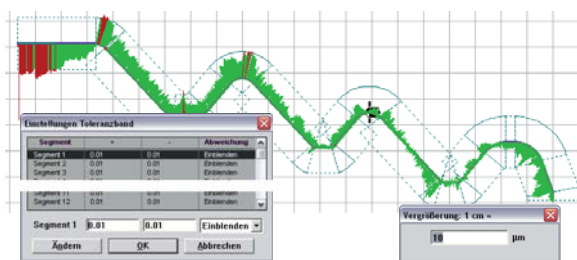 Einstellungen Toleranzband
Segment + - Abweichung
Segment 1 0.01 0.01 Einblenden
Segment 2 0.01 0.01 Einblenden
Segment 3 0.01 0.01 Einblenden
Segment 11 0.01 0.01 Einblenden
Segment 12 0.01 0.01 Einblenden
Segment 1 0.01 0.01 Einblenden
Ändern OK Abbrechen
Vergrößerung: 1 cm =
10 µm